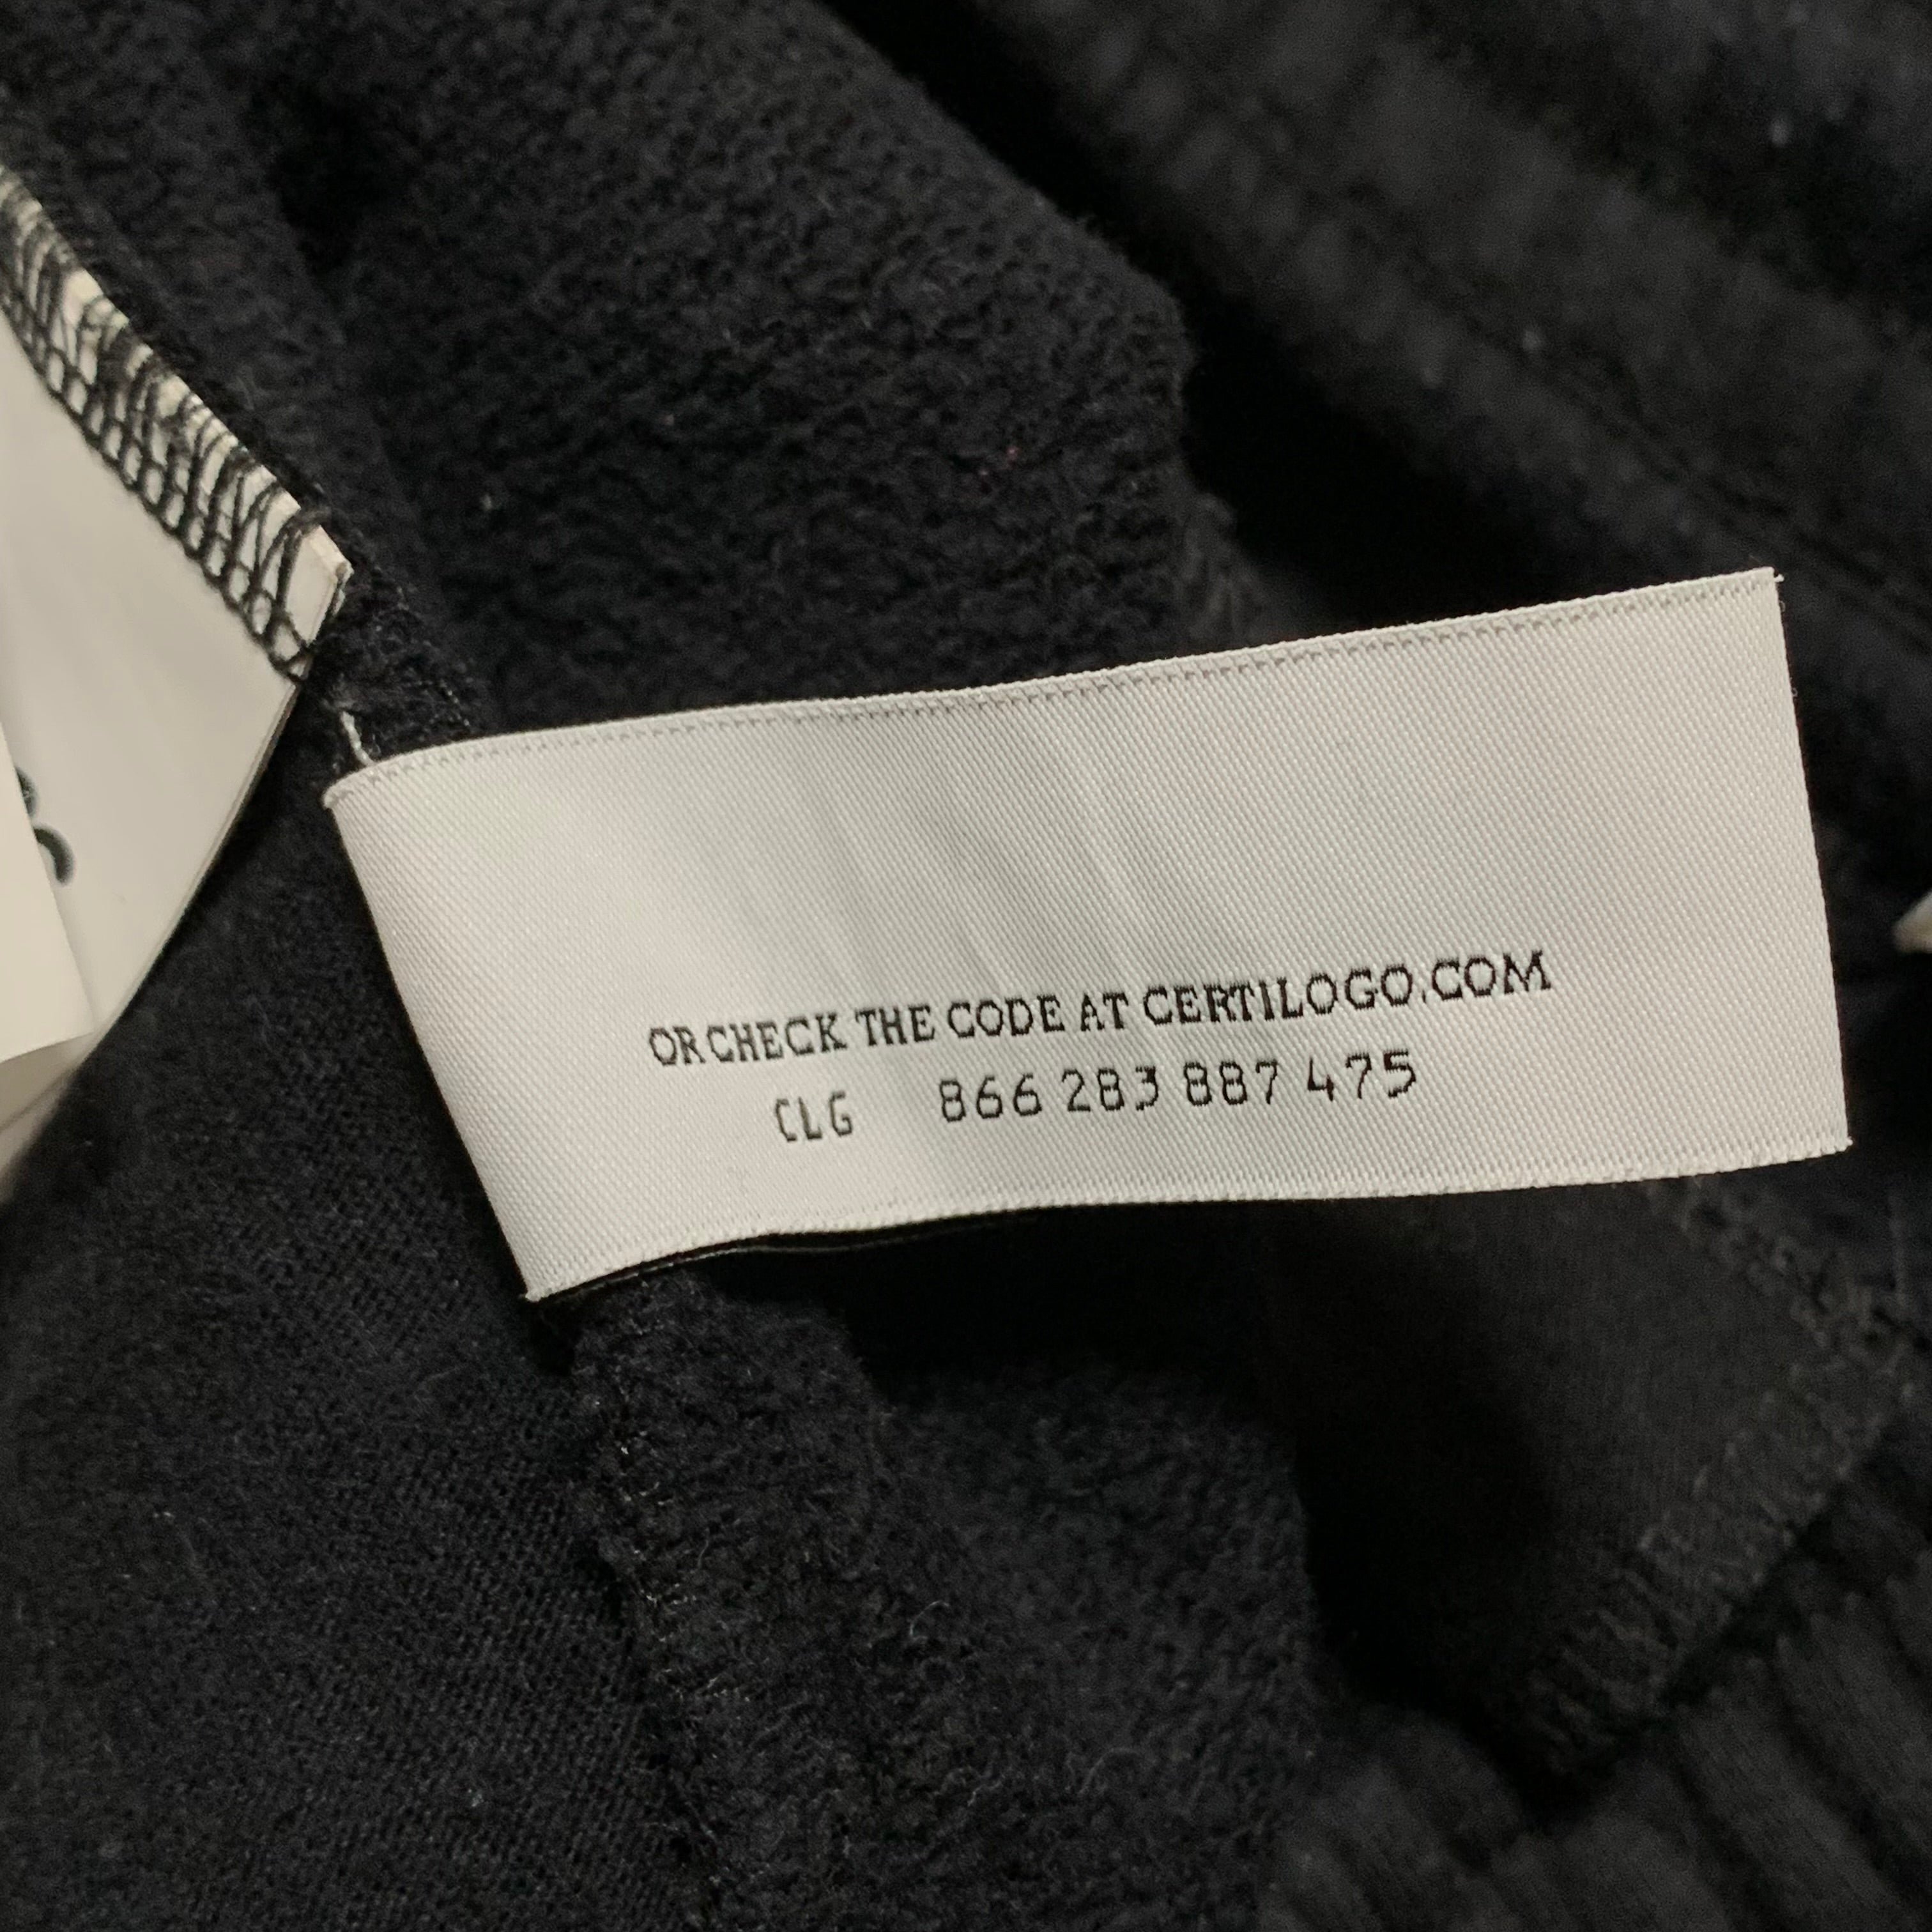 OR CHECK THE CODE AT CERTILOGO.COM
CLG 866 283 887 475